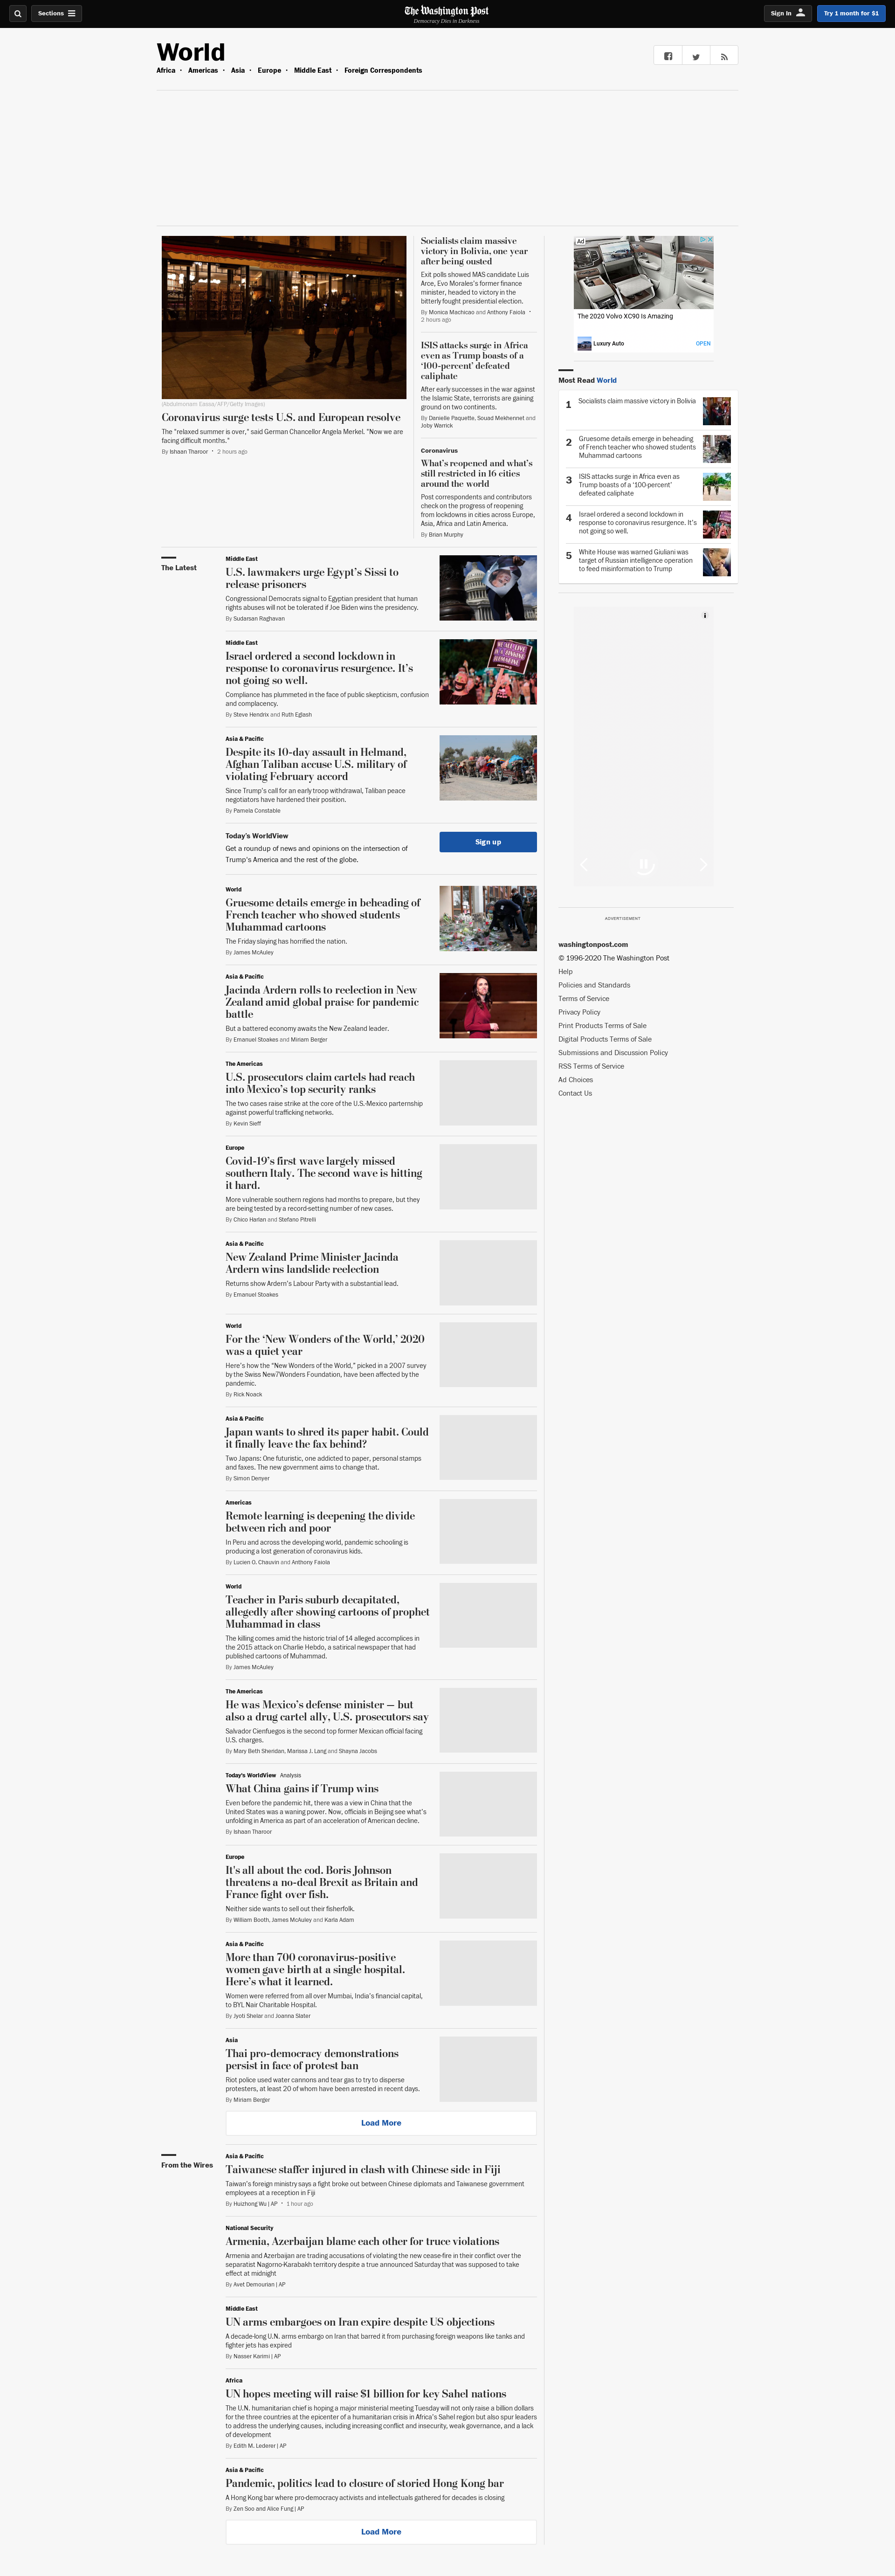 Sections
The Washington Post
Democracy Dies in Darkness
Sign In
Try 1 month for $1
World
Africa • Americas • Asia • Europe • Middle East • Foreign Correspondents
(Abdulmonam Eassa/AFP/Getty Images)
Coronavirus surge tests U.S. and European resolve
The "relaxed summer is over," said German Chancellor Angela Merkel. "Now we are
facing difficult months."
By Ishaan Tharoor • 2 hours ago
Socialists claim massive
victory in Bolivia, one year
after being ousted
Exit polls showed MAS candidate Luis
Arce, Evo Morales's former finance
minister, headed to victory in the
bitterly fought presidential election.
By Monica Machicao and Anthony Faiola •
2 hours ago
ISIS attacks surge in Africa
even as Trump boasts of a
'100-percent' defeated
caliphate
After early successes in the war against
the Islamic State, terrorists are gaining
ground on two continents.
By Danielle Paquette, Souad Mekhennet and
Joby Warrick
Coronavirus
What's reopened and what's
still restricted in 16 cities
around the world
Post correspondents and contributors
check on the progress of reopening
from lockdowns in cities across Europe,
Asia, Africa and Latin America.
By Brian Murphy
Ad
The 2020 Volvo XC90 Is Amazing
Luxury Auto
OPEN
Most Read World
1 Socialists claim massive victory in Bolivia
2 Gruesome details emerge in beheading
of French teacher who showed students
Muhammad cartoons
3 ISIS attacks surge in Africa even as
Trump boasts of a '100-percent'
defeated caliphate
4 Israel ordered a second lockdown in
response to coronavirus resurgence. It's
not going so well.
5 White House was warned Giuliani was
target of Russian intelligence operation
to feed misinformation to Trump
The Latest
Middle East
U.S. lawmakers urge Egypt's Sissi to
release prisoners
Congressional Democrats signal to Egyptian president that human
rights abuses will not be tolerated if Joe Biden wins the presidency.
By Sudarsan Raghavan
Middle East
Israel ordered a second lockdown in
response to coronavirus resurgence. It's
not going so well.
Compliance has plummeted in the face of public skepticism, confusion
and complacency.
By Steve Hendrix and Ruth Eglash
Asia & Pacific
Despite its 10-day assault in Helmand,
Afghan Taliban accuse U.S. military of
violating February accord
Since Trump's call for an early troop withdrawal, Taliban peace
negotiators have hardened their position.
By Pamela Constable
Today's WorldView
Get a roundup of news and opinions on the intersection of
Trump's America and the rest of the globe.
Sign up
World
Gruesome details emerge in beheading of
French teacher who showed students
Muhammad cartoons
The Friday slaying has horrified the nation.
By James McAuley
Asia & Pacific
Jacinda Ardern rolls to reelection in New
Zealand amid global praise for pandemic
battle
But a battered economy awaits the New Zealand leader.
By Emanuel Stoakes and Miriam Berger
The Americas
U.S. prosecutors claim cartels had reach
into Mexico's top security ranks
The two cases raise strike at the core of the U.S.-Mexico parternship
against powerful trafficking networks.
By Kevin Sieff
Europe
Covid-19's first wave largely missed
southern Italy. The second wave is hitting
it hard.
More vulnerable southern regions had months to prepare, but they
are being tested by a record-setting number of new cases.
By Chico Harlan and Stefano Pitrelli
Asia & Pacific
New Zealand Prime Minister Jacinda
Ardern wins landslide reelection
Returns show Ardern's Labour Party with a substantial lead.
By Emanuel Stoakes
World
For the 'New Wonders of the World,' 2020
was a quiet year
Here's how the "New Wonders of the World," picked in a 2007 survey
by the Swiss New7Wonders Foundation, have been affected by the
pandemic.
By Rick Noack
Asia & Pacific
Japan wants to shred its paper habit. Could
it finally leave the fax behind?
Two Japans: One futuristic, one addicted to paper, personal stamps
and faxes. The new government aims to change that.
By Simon Denyer
Americas
Remote learning is deepening the divide
between rich and poor
In Peru and across the developing world, pandemic schooling is
producing a lost generation of coronavirus kids.
By Lucien O. Chauvin and Anthony Faiola
World
Teacher in Paris suburb decapitated,
allegedly after showing cartoons of prophet
Muhammad in class
The killing comes amid the historic trial of 14 alleged accomplices in
the 2015 attack on Charlie Hebdo, a satirical newspaper that had
published cartoons of Muhammad.
By James McAuley
The Americas
He was Mexico's defense minister — but
also a drug cartel ally, U.S. prosecutors say
Salvador Cienfuegos is the second top former Mexican official facing
U.S. charges.
By Mary Beth Sheridan, Marissa J. Lang and Shayna Jacobs
Today's WorldView Analysis
What China gains if Trump wins
Even before the pandemic hit, there was a view in China that the
United States was a waning power. Now, officials in Beijing see what's
unfolding in America as part of an acceleration of American decline.
By Ishaan Tharoor
Europe
It's all about the cod. Boris Johnson
threatens a no-deal Brexit as Britain and
France fight over fish.
Neither side wants to sell out their fisherfolk.
By William Booth, James McAuley and Karla Adam
Asia & Pacific
More than 700 coronavirus-positive
women gave birth at a single hospital.
Here's what it learned.
Women were referred from all over Mumbai, India's financial capital,
to BYL Nair Charitable Hospital.
By Jyoti Shelar and Joanna Slater
Asia
Thai pro-democracy demonstrations
persist in face of protest ban
Riot police used water cannons and tear gas to try to disperse
protesters, at least 20 of whom have been arrested in recent days.
By Miriam Berger
Load More
ADVERTISEMENT
washingtonpost.com
© 1996-2020 The Washington Post
Help
Policies and Standards
Terms of Service
Privacy Policy
Print Products Terms of Sale
Digital Products Terms of Sale
Submissions and Discussion Policy
RSS Terms of Service
Ad Choices
Contact Us
From the Wires
Asia & Pacific
Taiwanese staffer injured in clash with Chinese side in Fiji
Taiwan's foreign ministry says a fight broke out between Chinese diplomats and Taiwanese government
employees at a reception in Fiji
By Huizhong Wu | AP • 1 hour ago
National Security
Armenia, Azerbaijan blame each other for truce violations
Armenia and Azerbaijan are trading accusations of violating the new cease-fire in their conflict over the
separatist Nagorno-Karabakh territory despite a true announced Saturday that was supposed to take
effect at midnight
By Avet Demourian | AP
Middle East
UN arms embargoes on Iran expire despite US objections
A decade-long U.N. arms embargo on Iran that barred it from purchasing foreign weapons like tanks and
fighter jets has expired
By Nasser Karimi | AP
Africa
UN hopes meeting will raise $1 billion for key Sahel nations
The U.N. humanitarian chief is hoping a major ministerial meeting Tuesday will not only raise a billion dollars
for the three countries at the epicenter of a humanitarian crisis in Africa's Sahel region but also spur leaders
to address the underlying causes, including increasing conflict and insecurity, weak governance, and a lack
of development
By Edith M. Lederer | AP
Asia & Pacific
Pandemic, politics lead to closure of storied Hong Kong bar
A Hong Kong bar where pro-democracy activists and intellectuals gathered for decades is closing
By Zen Soo and Alice Fung | AP
Load More